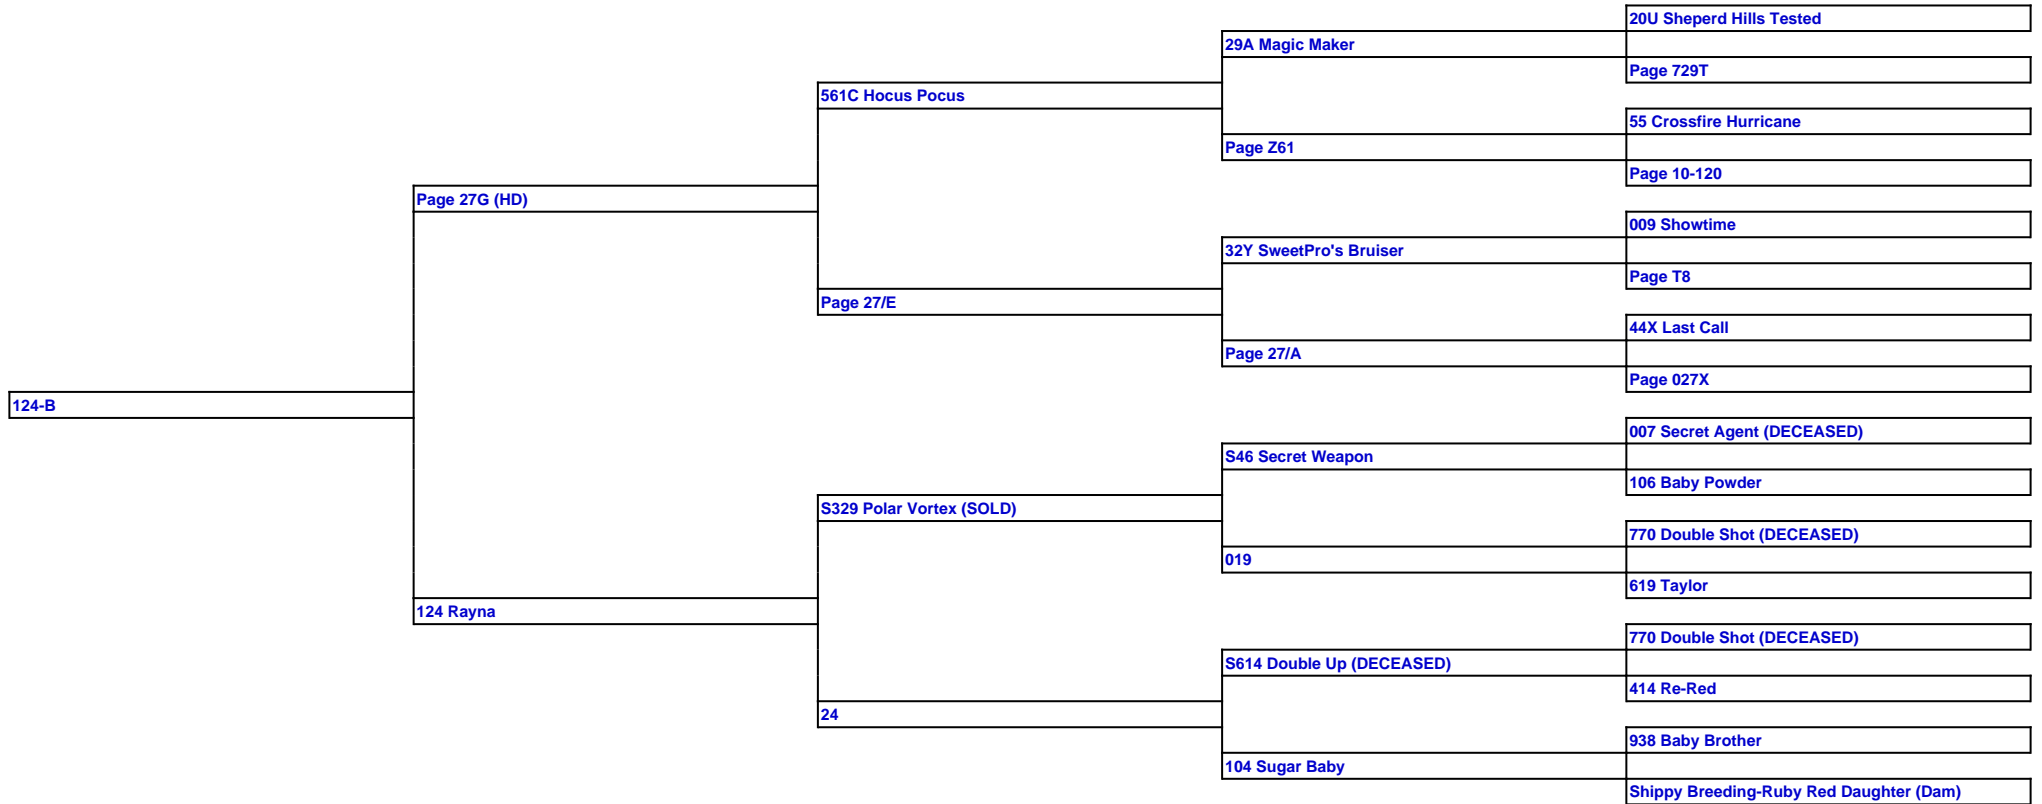 20U Sheperd Hills Tested
29A Magic Maker
Page 729T
561C Hocus Pocus
55 Crossfire Hurricane
Page Z61
Page 10-120
Page 27G (HD)
009 Showtime
32Y SweetPro's Bruiser
Page T8
Page 27/E
44X Last Call
Page 27/A
Page 027X
124-B
007 Secret Agent (DECEASED)
S46 Secret Weapon
106 Baby Powder
S329 Polar Vortex (SOLD)
770 Double Shot (DECEASED)
019
619 Taylor
124 Rayna
770 Double Shot (DECEASED)
S614 Double Up (DECEASED)
414 Re-Red
24
938 Baby Brother
104 Sugar Baby
Shippy Breeding-Ruby Red Daughter (Dam)